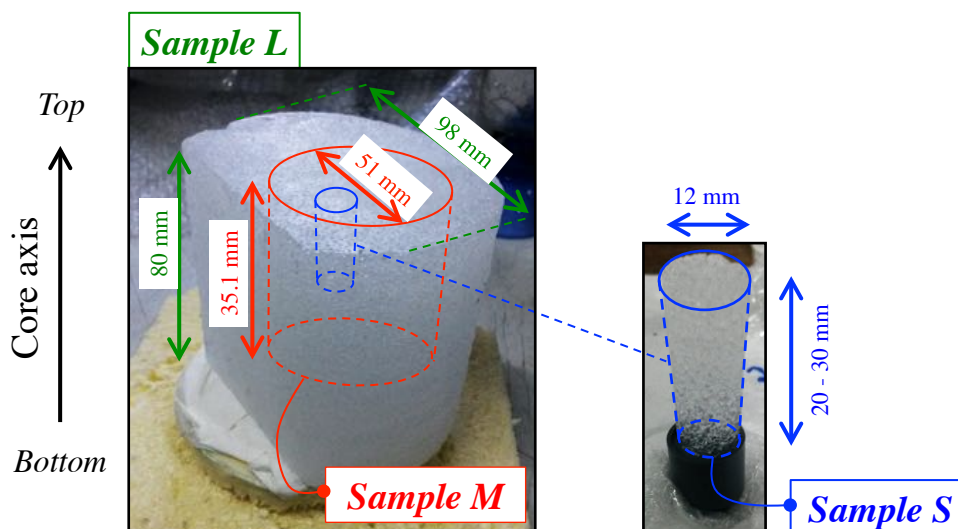 Sample L
Top
98 mm
51 mm
12 mm
80 mm
35.1 mm
20 - 30 mm
Core axis
Bottom
Sample M
Sample S